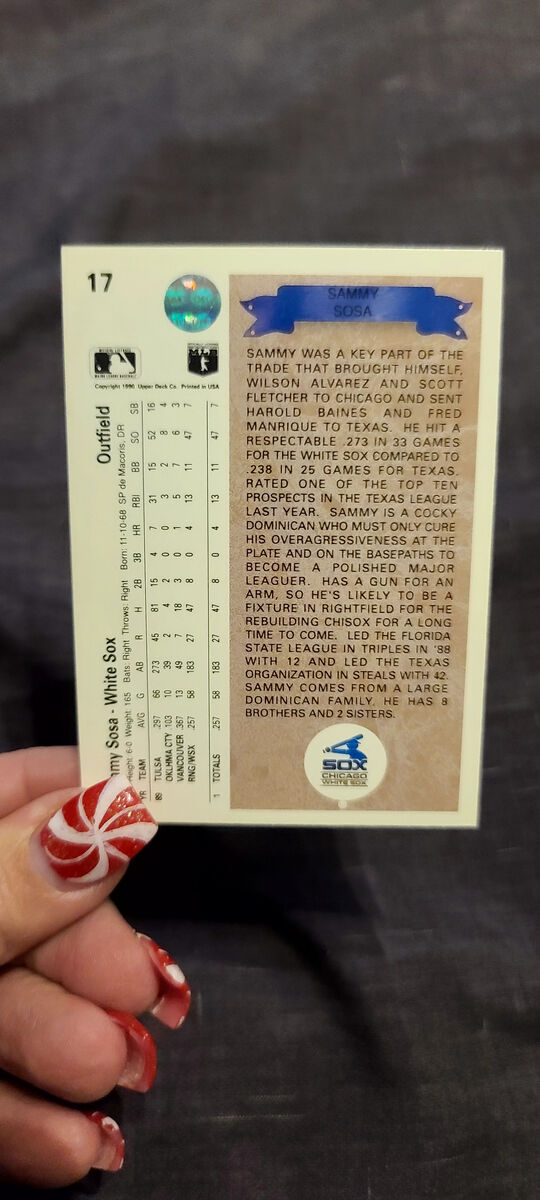 17
OFFICIAL LICENSEE
MAJOR LEAGUE BASEBALL
MLB
Copyright 1990 Upper Deck Co. Printed in USA
my Sosa - White Sox Outfield
Height: 6-0 Weight: 165 Bats: Right Throws: Right Born: 11-10-68 SP de Macoris, DR
YR TEAM AVG G AB R H 2B 3B HR RBI BB SO SB
89 TULSA .297 66 273 45 81 15 4 7 31 15 52 16
OKLHMA CTY .103 10 39 2 4 2 0 0 3 2 8 4
VANCOUVER .367 13 49 7 18 3 0 1 5 7 6 3
RNG/WSX .257 58 183 27 47 8 0 4 13 11 47 7
1 TOTALS .257 58 183 27 47 8 0 4 13 11 47 7
SAMMY
SOSA
SAMMY WAS A KEY PART OF THE
TRADE THAT BROUGHT HIMSELF,
WILSON ALVAREZ AND SCOTT
FLETCHER TO CHICAGO AND SENT
HAROLD BAINES AND FRED
MANRIQUE TO TEXAS. HE HIT A
RESPECTABLE .273 IN 33 GAMES
FOR THE WHITE SOX COMPARED TO
.238 IN 25 GAMES FOR TEXAS.
RATED ONE OF THE TOP TEN
PROSPECTS IN THE TEXAS LEAGUE
LAST YEAR. SAMMY IS A COCKY
DOMINICAN WHO MUST ONLY CURE
HIS OVERAGRESSIVENESS AT THE
PLATE AND ON THE BASEPATHS TO
BECOME A POLISHED MAJOR
LEAGUER. HAS A GUN FOR AN
ARM, SO HE'S LIKELY TO BE A
FIXTURE IN RIGHTFIELD FOR THE
REBUILDING CHISOX FOR A LONG
TIME TO COME. LED THE FLORIDA
STATE LEAGUE IN TRIPLES IN '88
WITH 12 AND LED THE TEXAS
ORGANIZATION IN STEALS WITH 42.
SAMMY COMES FROM A LARGE
DOMINICAN FAMILY. HE HAS 8
BROTHERS AND 2 SISTERS.
SOX
CHICAGO
WHITE SOX